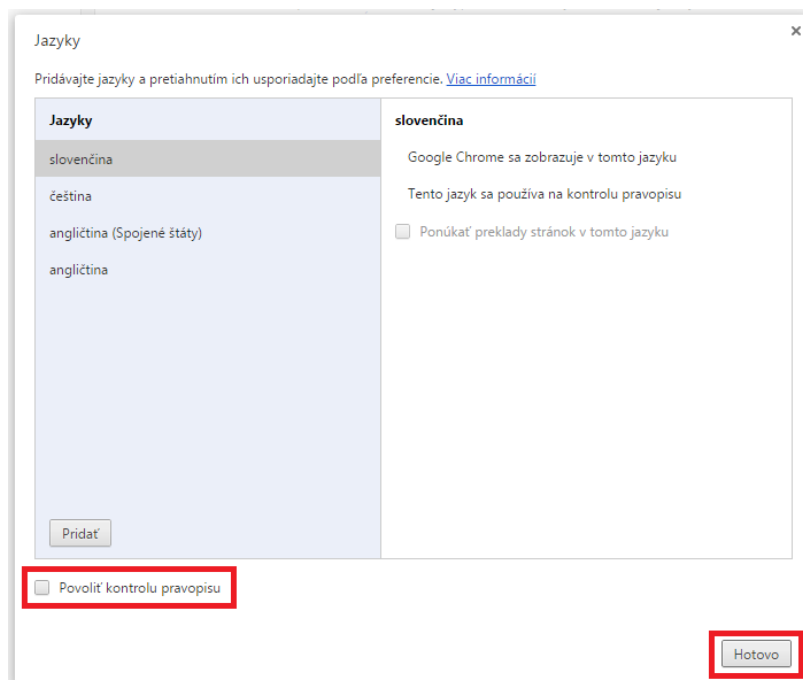 Jazyky
×
Pridávajte jazyky a pretiahnutím ich usporiadajte podľa preferencie. Viac informácií
Jazyky
slovenčina
čeština
angličtina (Spojené štáty)
angličtina
Pridať
slovenčina
Google Chrome sa zobrazuje v tomto jazyku
Tento jazyk sa používa na kontrolu pravopisu
Ponúkať preklady stránok v tomto jazyku
Povoliť kontrolu pravopisu
Hotovo